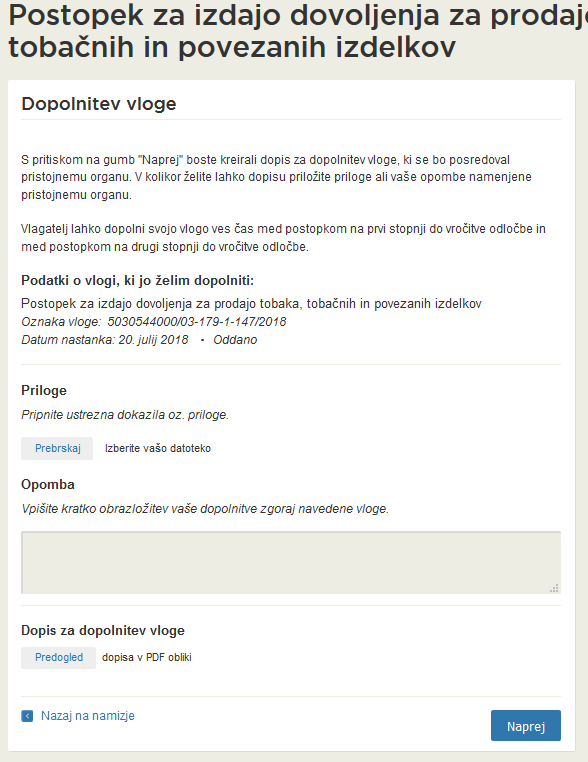 Postopek za izdajo dovoljenja za prodajo
tobačnih in povezanih izdelkov
Dopolnitev vloge
S pritiskom na gumb "Naprej" boste kreirali dopis za dopolnitev vloge, ki se bo posredoval
pristojnemu organu. V kolikor želite lahko dopisu priložite priloge ali vaše opombe namenjene
pristojnemu organu.
Vlagatelj lahko dopolni svojo vlogo ves čas med postopkom na prvi stopnji do vročitve odločbe in
med postopkom na drugi stopnji do vročitve odločbe.
Podatki o vlogi, ki jo želim dopolniti:
Postopek za izdajo dovoljenja za prodajo tobaka, tobačnih in povezanih izdelkov
Oznaka vloge: 5030544000/03-179-1-147/2018
Datum nastanka: 20. julij 2018 • Oddano
Priloge
Pripnite ustrezna dokazila oz. priloge.
Prebrskaj Izberite vašo datoteko
Opomba
Vpišite kratko obrazložitev vaše dopolnitve zgoraj navedene vloge.
Dopis za dopolnitev vloge
Predogled dopisa v PDF obliki
Nazaj na namizje
Naprej